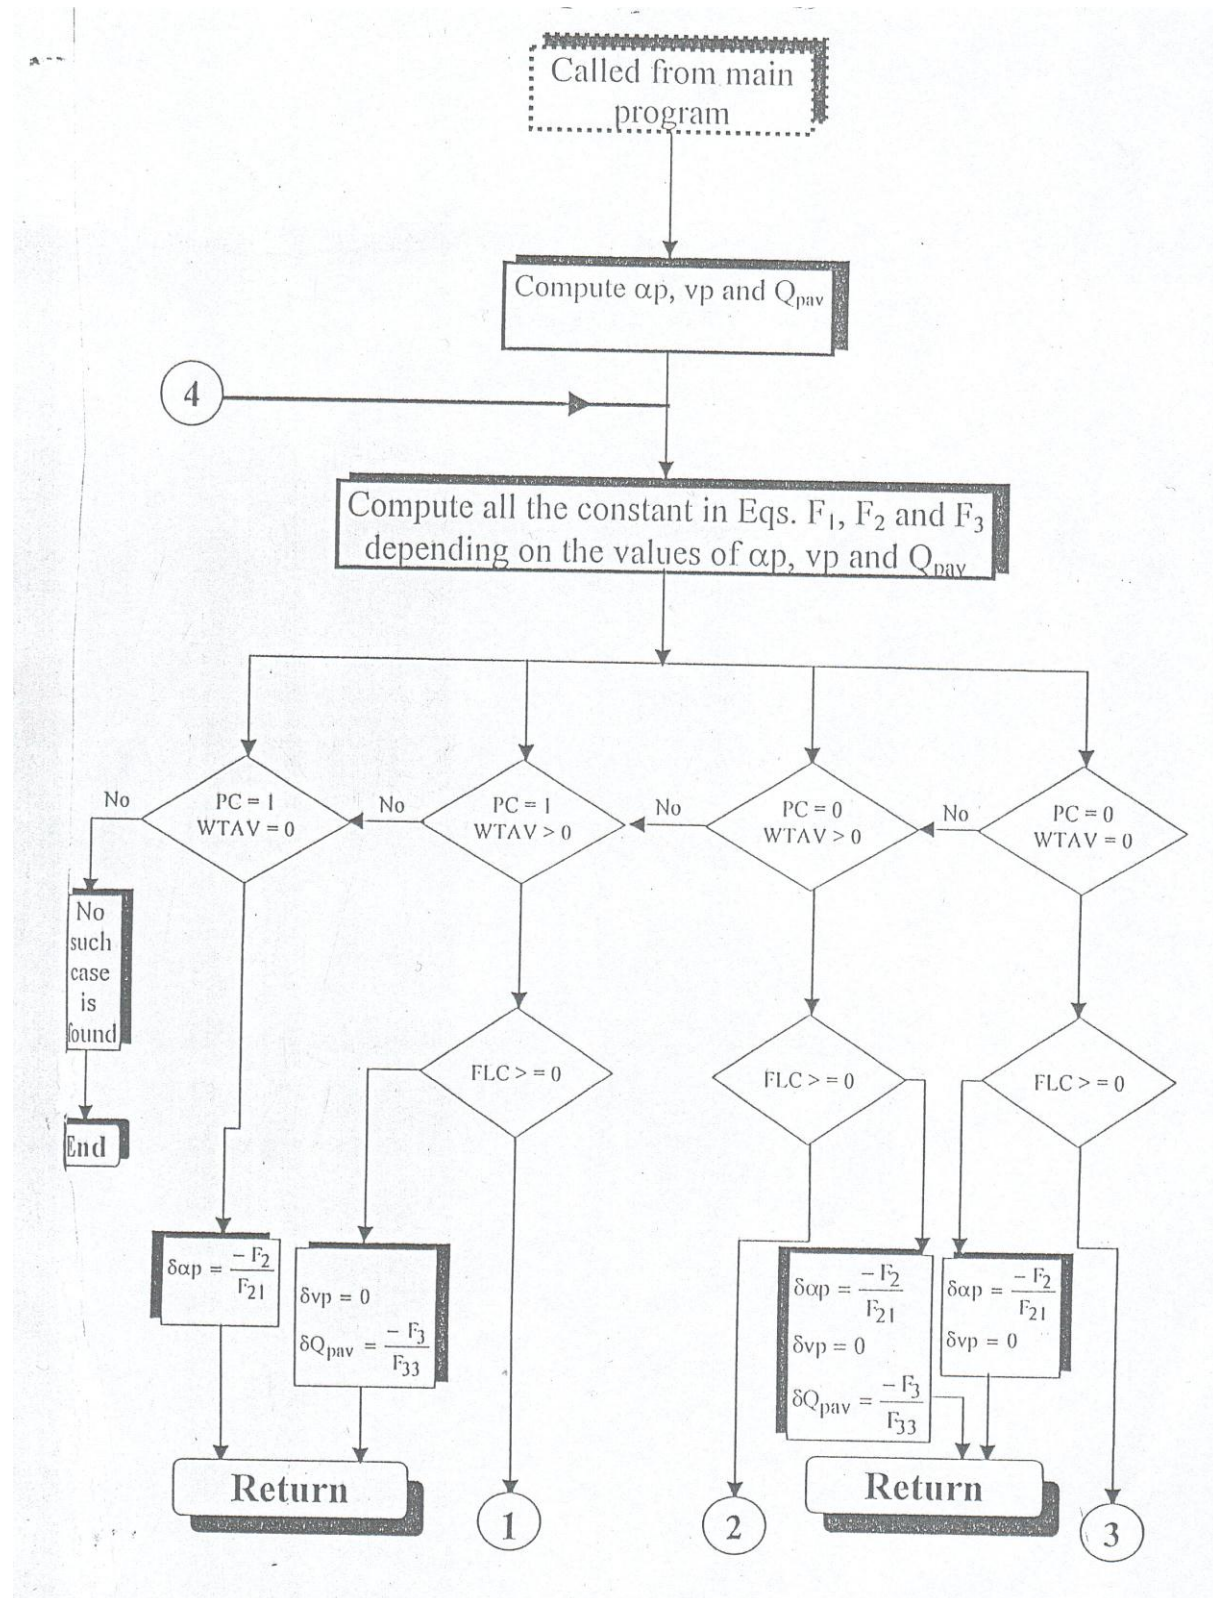 Called from main
program
Compute αp, vp and Q_pav
4
Compute all the constant in Eqs. F₁, F₂ and F₃
depending on the values of αp, vp and Q_pav
No
PC = 1
WTAV = 0
No
PC = 1
WTAV > 0
No
PC = 0
WTAV > 0
No
PC = 0
WTAV = 0
No
such
case
is
found
End
FLC > = 0
FLC > = 0
FLC > = 0
δαp = −F₂/F₂₁
δvp = 0
δQ_pav = −F₃/F₃₃
δαp = −F₂/F₂₁
δvp = 0
δQ_pav = −F₃/F₃₃
δαp = −F₂/F₂₁
δvp = 0
Return
1
2
Return
3